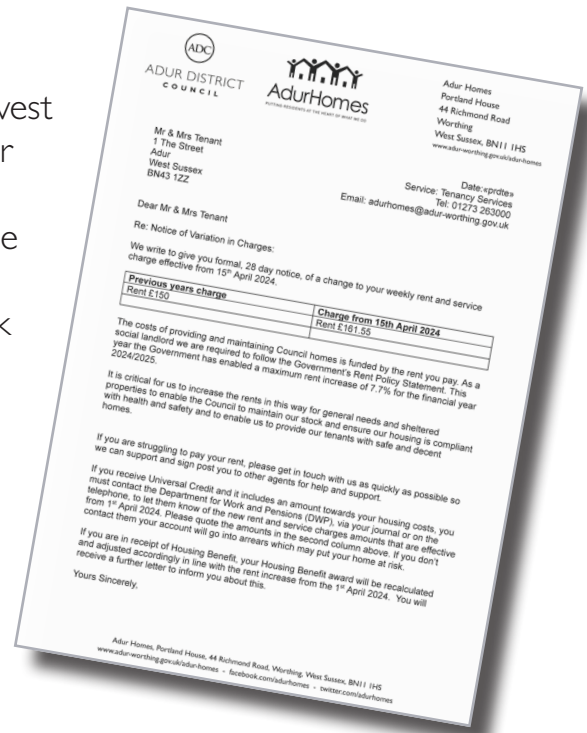 vest
r
e
k
ADC
ADUR DISTRICT
COUNCIL
AdurHomes
PUTTING RESIDENTS AT THE HEART OF WHAT WE DO
Adur Homes
Portland House
44 Richmond Road
Worthing
West Sussex, BN11 1HS
www.adur-worthing.gov.uk/adur-homes
Mr & Mrs Tenant
1 The Street
Adur
West Sussex
BN43 1ZZ
Date:«prdte»
Service: Tenancy Services
Tel: 01273 263000
Email: adurhomes@adur-worthing.gov.uk
Dear Mr & Mrs Tenant
Re: Notice of Variation in Charges:
We write to give you formal, 28 day notice, of a change to your weekly rent and service
charge effective from 15th April 2024.
Previous years charge
Charge from 15th April 2024
Rent £150
Rent £161.55
The costs of providing and maintaining Council homes is funded by the rent you pay. As a
social landlord we are required to follow the Government's Rent Policy Statement. This
year the Government has enabled a maximum rent increase of 7.7% for the financial year
2024/2025.
It is critical for us to increase the rents in this way for general needs and sheltered
properties to enable the Council to maintain our stock and ensure our housing is compliant
with health and safety and to enable us to provide our tenants with safe and decent
homes.
If you are struggling to pay your rent, please get in touch with us as quickly as possible so
we can support and sign post you to other agents for help and support.
If you receive Universal Credit and it includes an amount towards your housing costs, you
must contact the Department for Work and Pensions (DWP), via your journal or on the
telephone, to let them know of the new rent and service charges amounts that are effective
from 1st April 2024. Please quote the amounts in the second column above. If you don't
contact them your account will go into arrears which may put your home at risk.
If you are in receipt of Housing Benefit, your Housing Benefit award will be recalculated
and adjusted accordingly in line with the rent increase from the 1st April 2024. You will
receive a further letter to inform you about this.
Yours Sincerely,
Adur Homes, Portland House, 44 Richmond Road, Worthing, West Sussex, BN11 1HS
www.adur-worthing.gov.uk/adur-homes - facebook.com/adurhomes - twitter.com/adurhomes